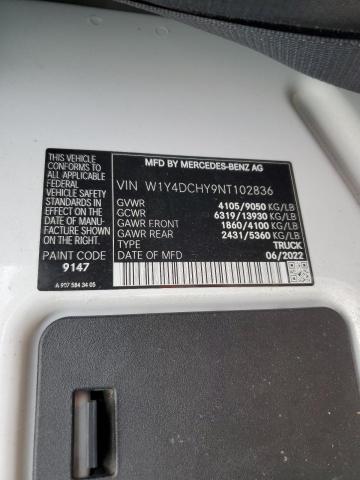 THIS VEHICLE
CONFORMS TO
ALL APPLICABLE
FEDERAL MOTOR
VEHICLE SAFETY
STANDARDS
IN EFFECT ON
THE DATE OF
MANU-
FACTURE SHOWN
ABOVE.
PAINT CODE
9147
A 907 584 34 05
MFD BY MERCEDES-BENZ AG
VIN W1Y4DCHY9NT102836
GVWR 4105/9050 KG/LB
GCWR 6319/13930 KG/LB
GAWR FRONT 1860/4100 KG/LB
GAWR REAR 2431/5360 KG/LB
TYPE TRUCK
DATE OF MFD 06/2022